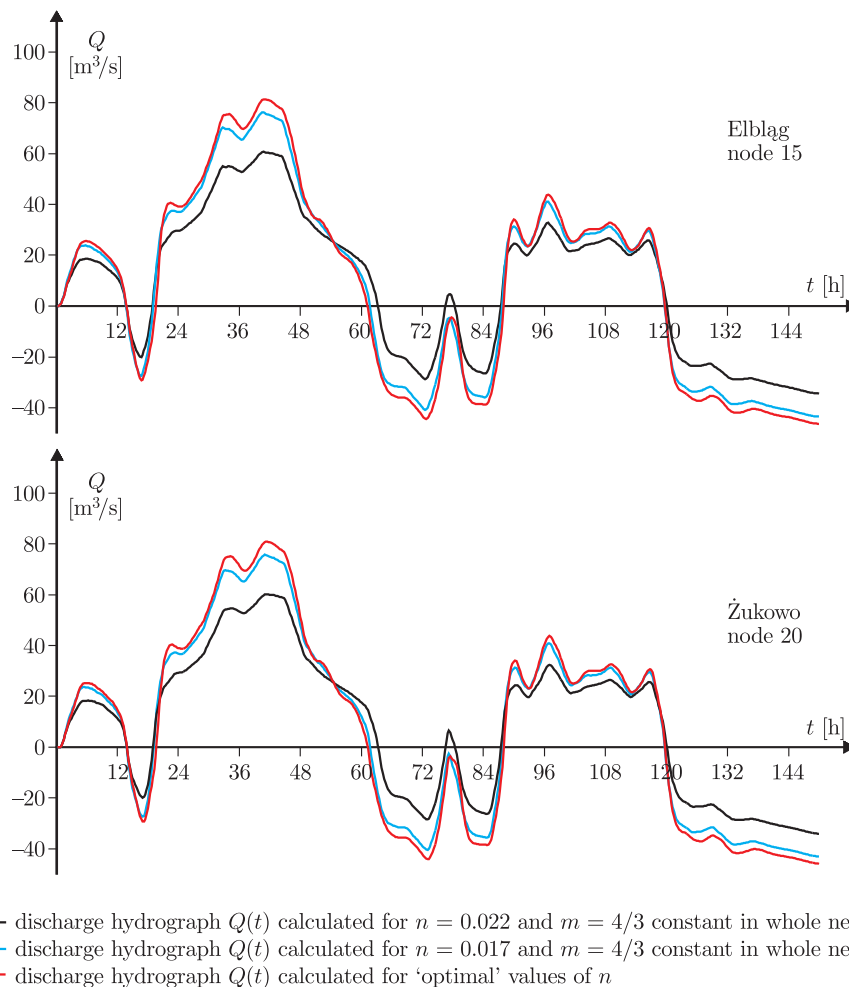 Q
[m³/s]
100
80
60
40
20
0
–20
–40
Elbląg
node 15
t [h]
12 24 36 48 60 72 84 96 108 120 132 144
Q
[m³/s]
100
80
60
40
20
0
–20
–40
Żukowo
node 20
t [h]
12 24 36 48 60 72 84 96 108 120 132 144
discharge hydrograph Q(t) calculated for n = 0.022 and m = 4/3 constant in whole ne
discharge hydrograph Q(t) calculated for n = 0.017 and m = 4/3 constant in whole ne
discharge hydrograph Q(t) calculated for ‘optimal’ values of n